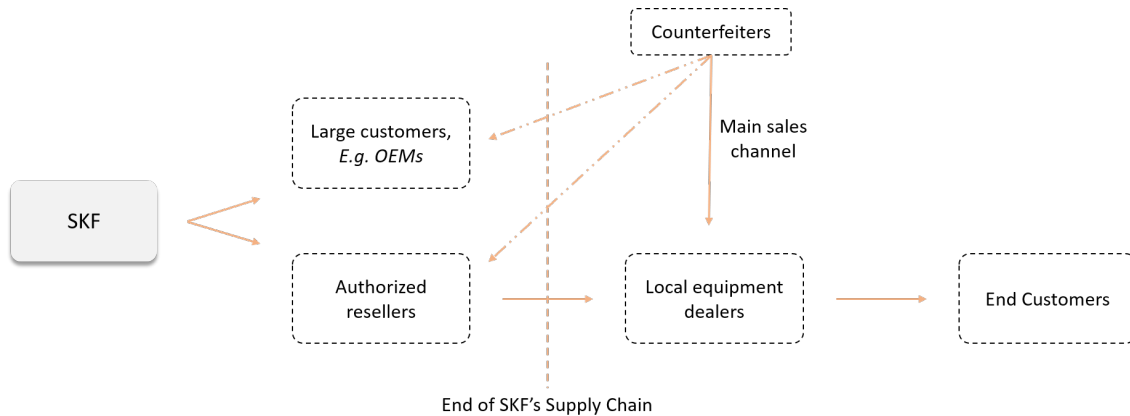 Counterfeiters
Large customers,
E.g. OEMs
Main sales
channel
SKF
Authorized
resellers
Local equipment
dealers
End Customers
End of SKF's Supply Chain